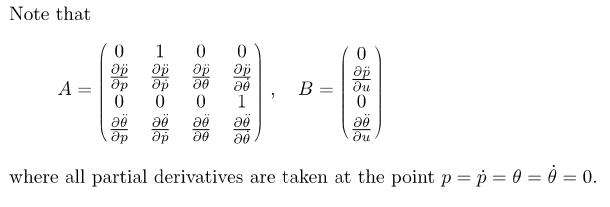 Note that
$$A = \begin{pmatrix} 0 & 1 & 0 & 0 \\ \frac{\partial \ddot{p}}{\partial p} & \frac{\partial \ddot{p}}{\partial \dot{p}} & \frac{\partial \ddot{p}}{\partial \theta} & \frac{\partial \ddot{p}}{\partial \dot{\theta}} \\ 0 & 0 & 0 & 1 \\ \frac{\partial \ddot{\theta}}{\partial p} & \frac{\partial \ddot{\theta}}{\partial \dot{p}} & \frac{\partial \ddot{\theta}}{\partial \theta} & \frac{\partial \ddot{\theta}}{\partial \dot{\theta}} \end{pmatrix}, \quad B = \begin{pmatrix} 0 \\ \frac{\partial \ddot{p}}{\partial u} \\ 0 \\ \frac{\partial \ddot{\theta}}{\partial u} \end{pmatrix}$$
where all partial derivatives are taken at the point $p = \dot{p} = \theta = \dot{\theta} = 0$.